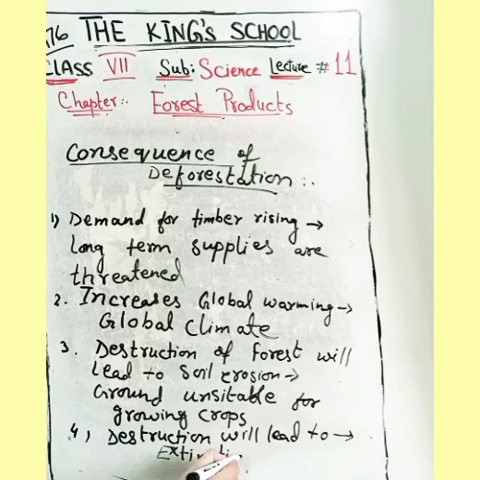 THE KING's SCHOOL
CLASS VII Sub: Science Lecture # 11
Chapter:. Forest Products
Consequence of
Deforestation:.
1) Demand for timber rising →
long term supplies are
threatened
2. Increases Global warming →
Global Climate
3. Destruction of Forest will
lead to Soil Erosion →
Ground unsitable for
growing crops
4) Destruction will lead to →